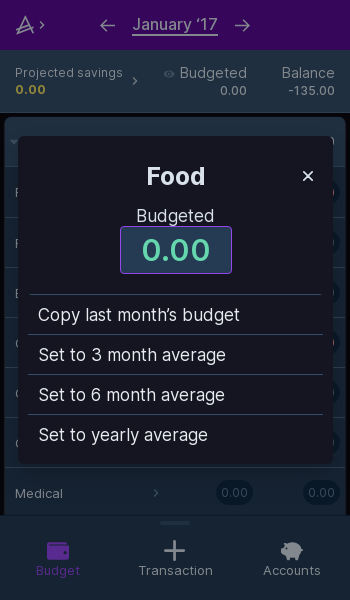 January ‘17
Projected savings
0.00
Budgeted
0.00
Balance
-135.00
Food
Budgeted
0.00
Copy last month’s budget
Set to 3 month average
Set to 6 month average
Set to yearly average
Medical
0.00
0.00
Budget
Transaction
Accounts